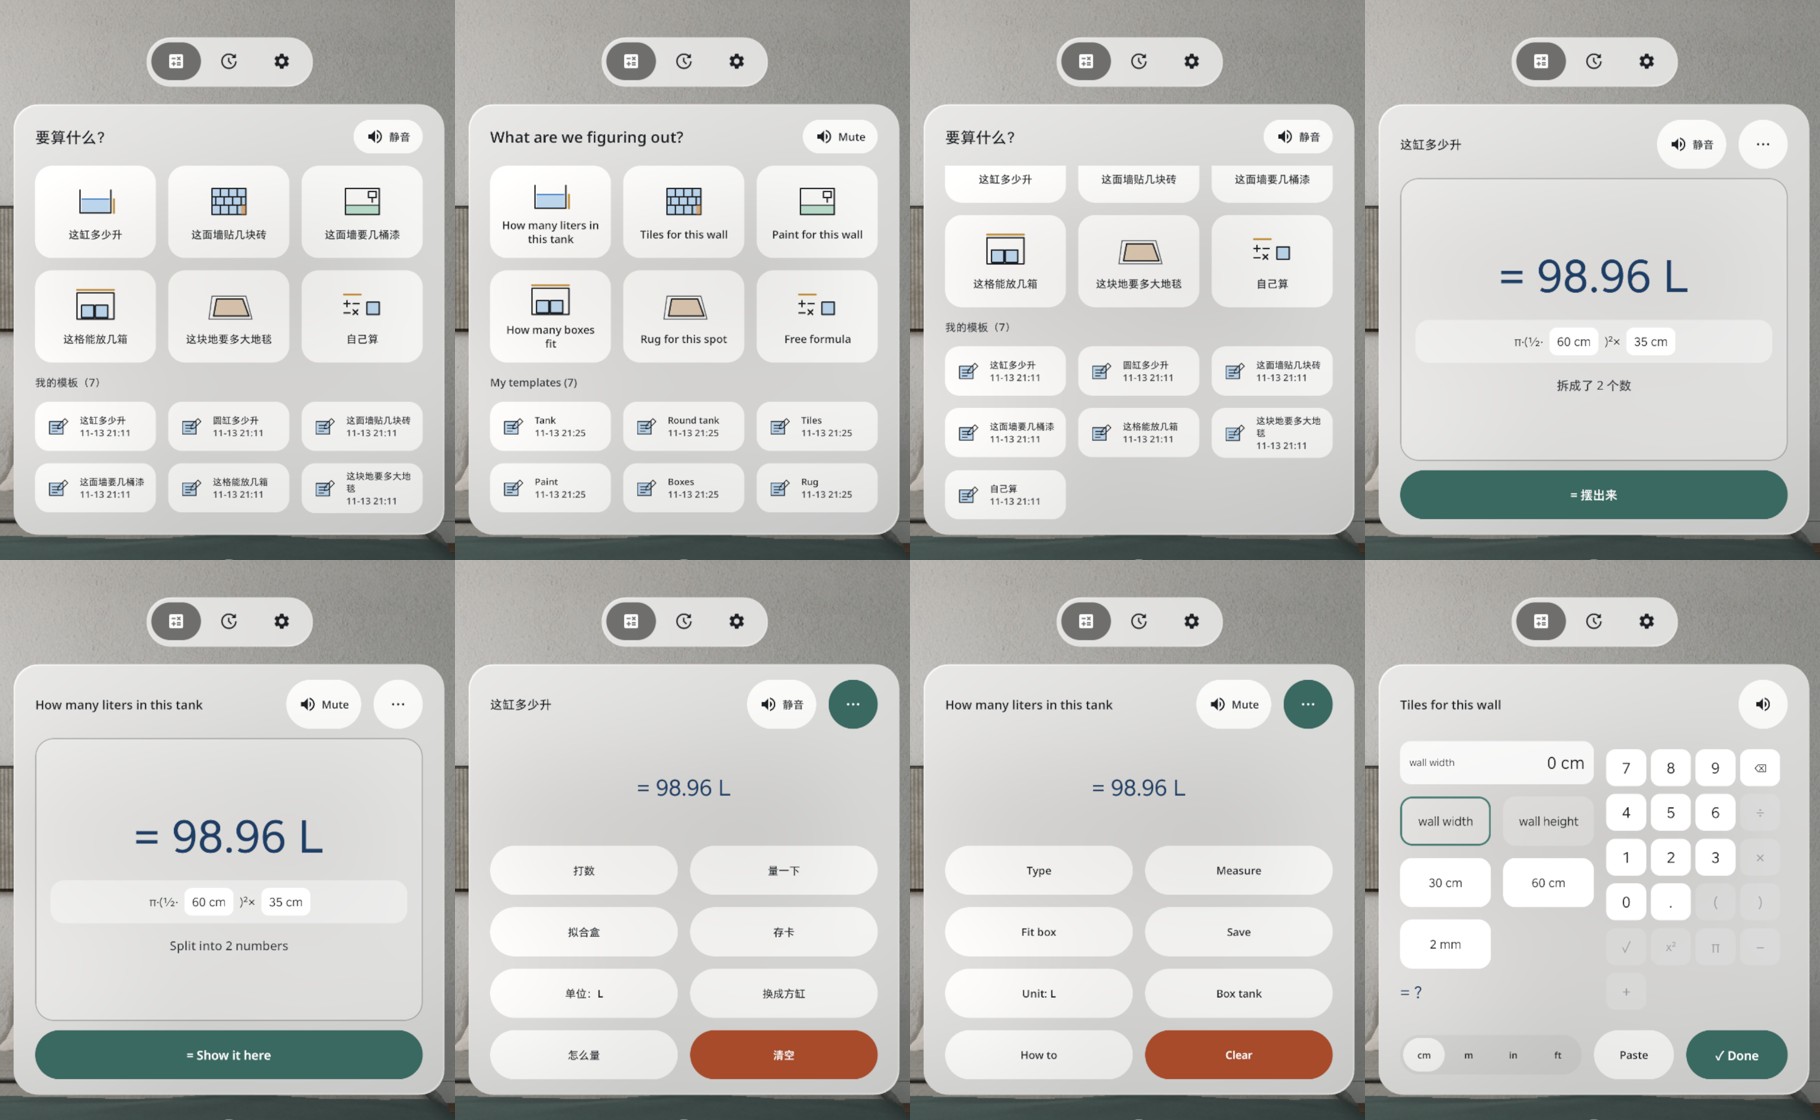 要算什么？
静音
这缸多少升
这面墙贴几块砖
这面墙要几桶漆
这格能放几箱
这块地要多大地毯
自己算
我的模板（7）
这缸多少升
11-13 21:11
圆缸多少升
11-13 21:11
这面墙贴几块砖
11-13 21:11
这面墙要几桶漆
11-13 21:11
这格能放几箱
11-13 21:11
这块地要多大地
毯
11-13 21:11
What are we figuring out?
Mute
How many liters in
this tank
Tiles for this wall
Paint for this wall
How many boxes
fit
Rug for this spot
Free formula
My templates (7)
Tank
11-13 21:25
Round tank
11-13 21:25
Tiles
11-13 21:25
Paint
11-13 21:25
Boxes
11-13 21:25
Rug
11-13 21:25
要算什么？
静音
这缸多少升
这面墙贴几块砖
这面墙要几桶漆
这格能放几箱
这块地要多大地毯
自己算
我的模板（7）
这缸多少升
11-13 21:11
圆缸多少升
11-13 21:11
这面墙贴几块砖
11-13 21:11
这面墙要几桶漆
11-13 21:11
这格能放几箱
11-13 21:11
这块地要多大地
毯
11-13 21:11
自己算
11-13 21:11
这缸多少升
静音
...
= 98.96 L
π·(½· 60 cm )²× 35 cm
拆成了 2 个数
= 摆出来
How many liters in this tank
Mute
...
= 98.96 L
π·(½· 60 cm )²× 35 cm
Split into 2 numbers
= Show it here
这缸多少升
静音
...
= 98.96 L
打数
量一下
拟合盒
存卡
单位：L
换成方缸
怎么量
清空
How many liters in this tank
Mute
...
= 98.96 L
Type
Measure
Fit box
Save
Unit: L
Box tank
How to
Clear
Tiles for this wall
wall width 0 cm
wall width
wall height
30 cm
60 cm
2 mm
= ?
7 8 9 ⌫
4 5 6 ÷
1 2 3 ×
0 . ( )
√ x² π −
+
cm m in ft
Paste
✓ Done